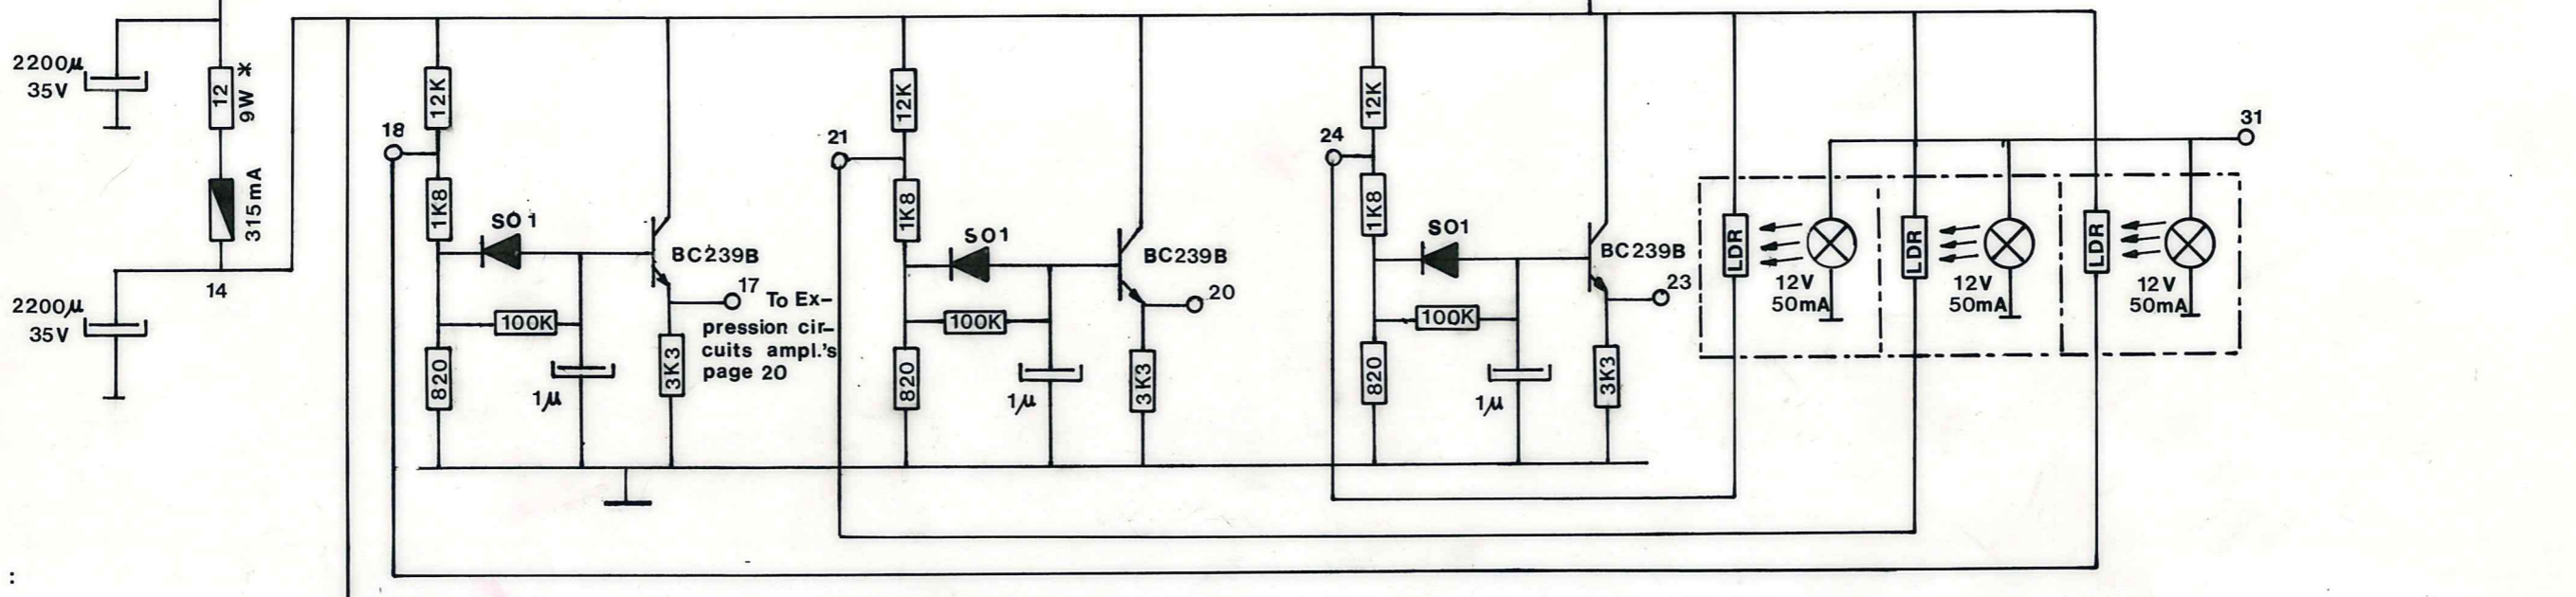 2200µ
35V
12
9W *
315mA
14
2200µ
35V
:
18
12K
1K8
SO1
100K
820
1µ
BC239B
17 To Ex-
pression cir-
cuits ampl.'s
page 20
3K3
21
12K
1K8
SO1
100K
820
1µ
BC239B
20
3K3
24
12K
1K8
SO1
100K
820
1µ
BC239B
23
3K3
31
LDR
12V
50mA
LDR
12V
50mA
LDR
12V
50mA